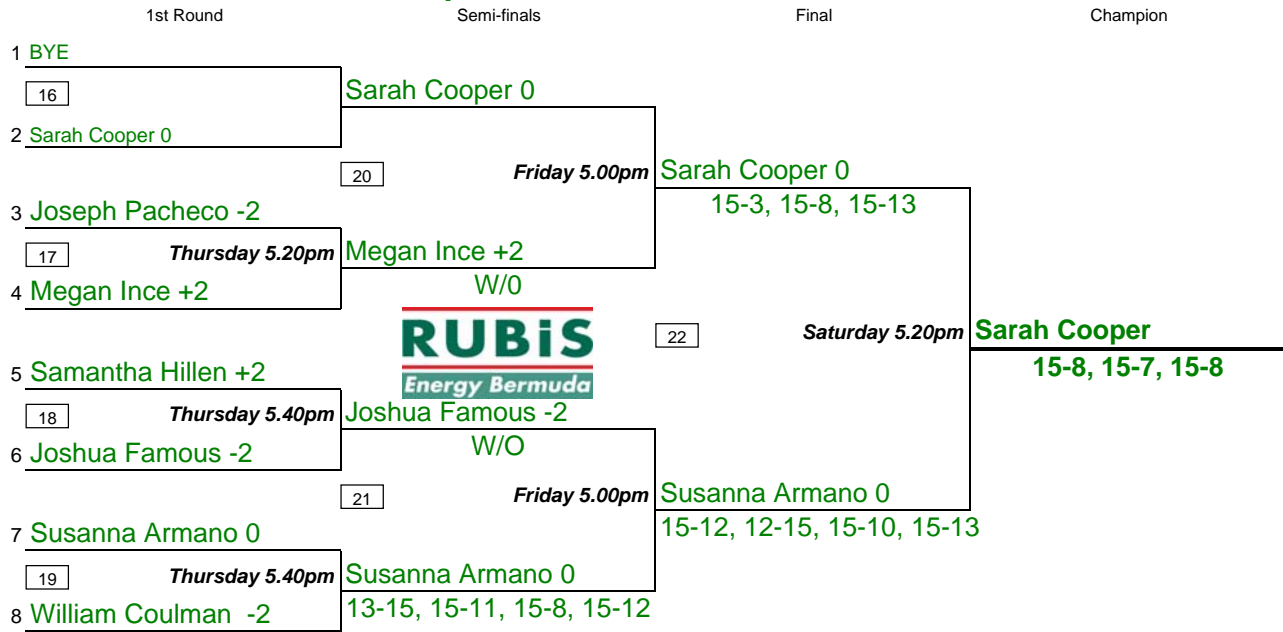 1st Round
Semi-finals
Final
Champion
1 BYE
16
Sarah Cooper 0
2 Sarah Cooper 0
20
Friday 5.00pm
Sarah Cooper 0
15-3, 15-8, 15-13
3 Joseph Pacheco -2
17
Thursday 5.20pm
Megan Ince +2
W/0
4 Megan Ince +2
RUBiS
Energy Bermuda
22
Saturday 5.20pm
Sarah Cooper
15-8, 15-7, 15-8
5 Samantha Hillen +2
18
Thursday 5.40pm
Joshua Famous -2
W/O
6 Joshua Famous -2
21
Friday 5.00pm
Susanna Armano 0
15-12, 12-15, 15-10, 15-13
7 Susanna Armano 0
19
Thursday 5.40pm
Susanna Armano 0
13-15, 15-11, 15-8, 15-12
8 William Coulman -2